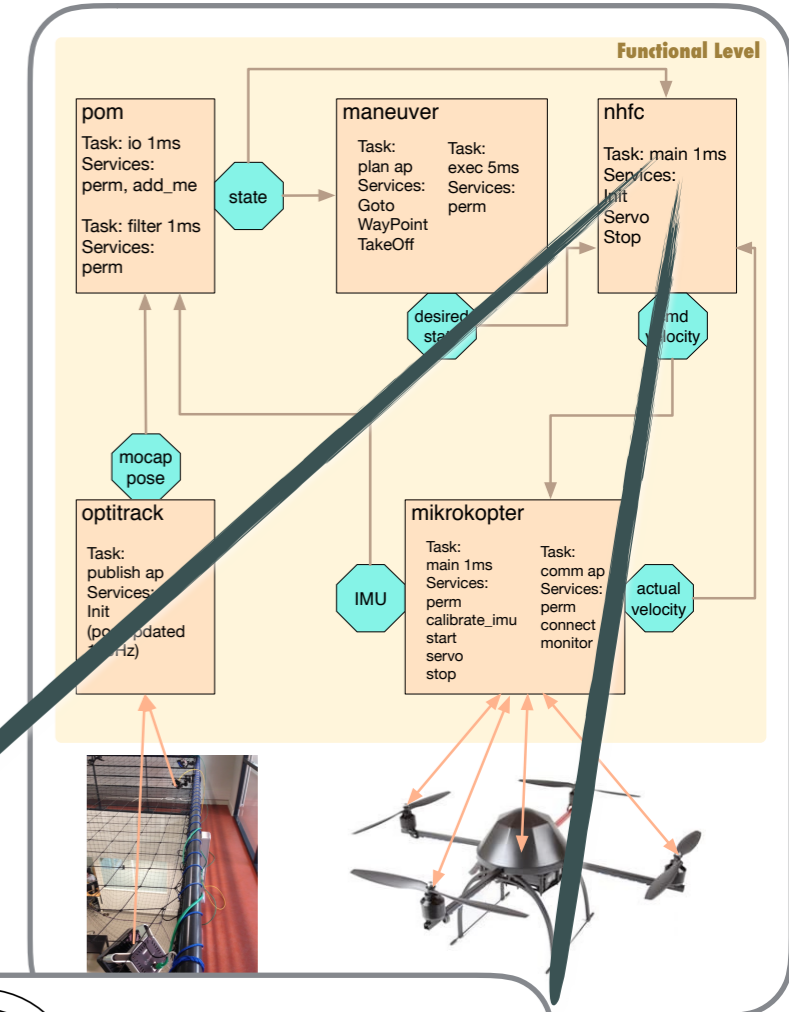 Functional Level
pom
Task: io 1ms
Services:
perm, add_me
Task: filter 1ms
Services:
perm
state
maneuver
Task:
plan ap
Services:
Goto
WayPoint
TakeOff
Task:
exec 5ms
Services:
perm
nhfc
Task: main 1ms
Services:
Init
Servo
Stop
desired
cmd
velocity
mocap
pose
optitrack
Task:
publish ap
Services:
Init
IMU
mikrokopter
Task:
main 1ms
Services:
perm
calibrate_imu
start
servo
stop
Task:
comm ap
Services:
perm
connect
monitor
actual
velocity